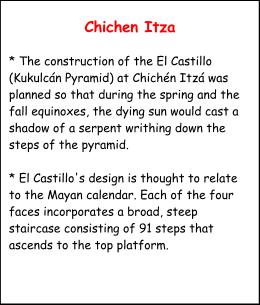 Chichen Itza
* The construction of the El Castillo
(Kukulcán Pyramid) at Chichén Itzá was
planned so that during the spring and the
fall equinoxes, the dying sun would cast a
shadow of a serpent writhing down the
steps of the pyramid.
* El Castillo's design is thought to relate
to the Mayan calendar. Each of the four
faces incorporates a broad, steep
staircase consisting of 91 steps that
ascends to the top platform.